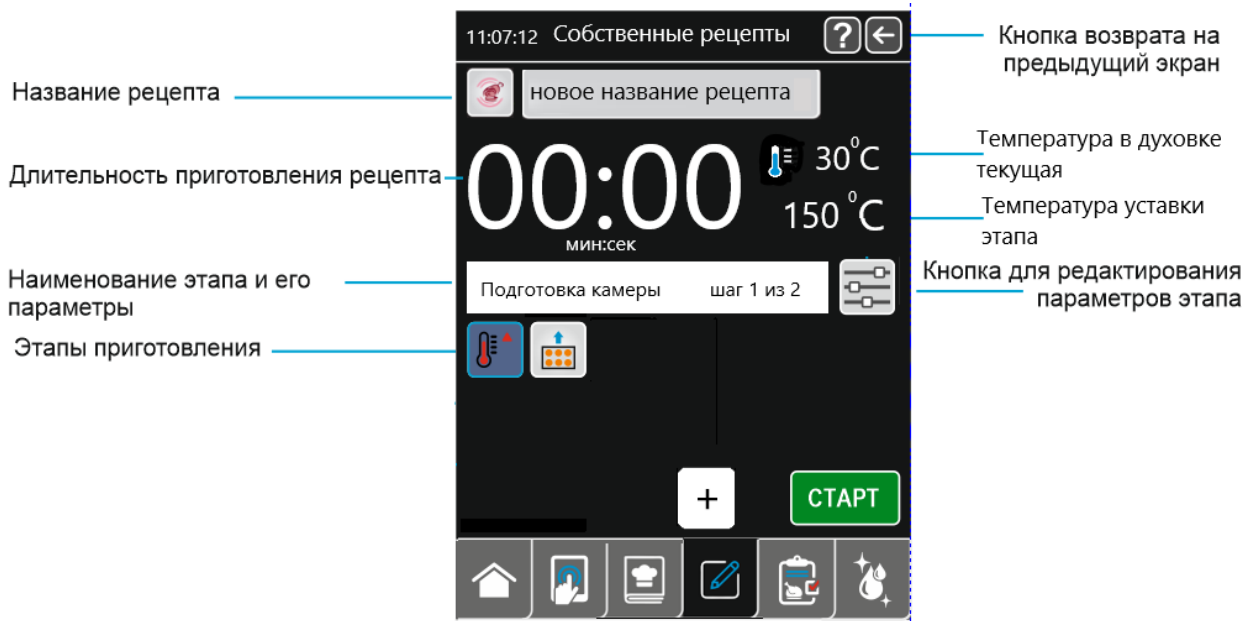 11:07:12 Собственные рецепты ?
Кнопка возврата на
предыдущий экран
Название рецепта
новое название рецепта
Длительность приготовления рецепта
00:00
мин:сек
30°C
Температура в духовке
текущая
150 °C
Температура уставки
этапа
Наименование этапа и его
параметры
Подготовка камеры шаг 1 из 2
Кнопка для редактирования
параметров этапа
Этапы приготовления
+
СТАРТ